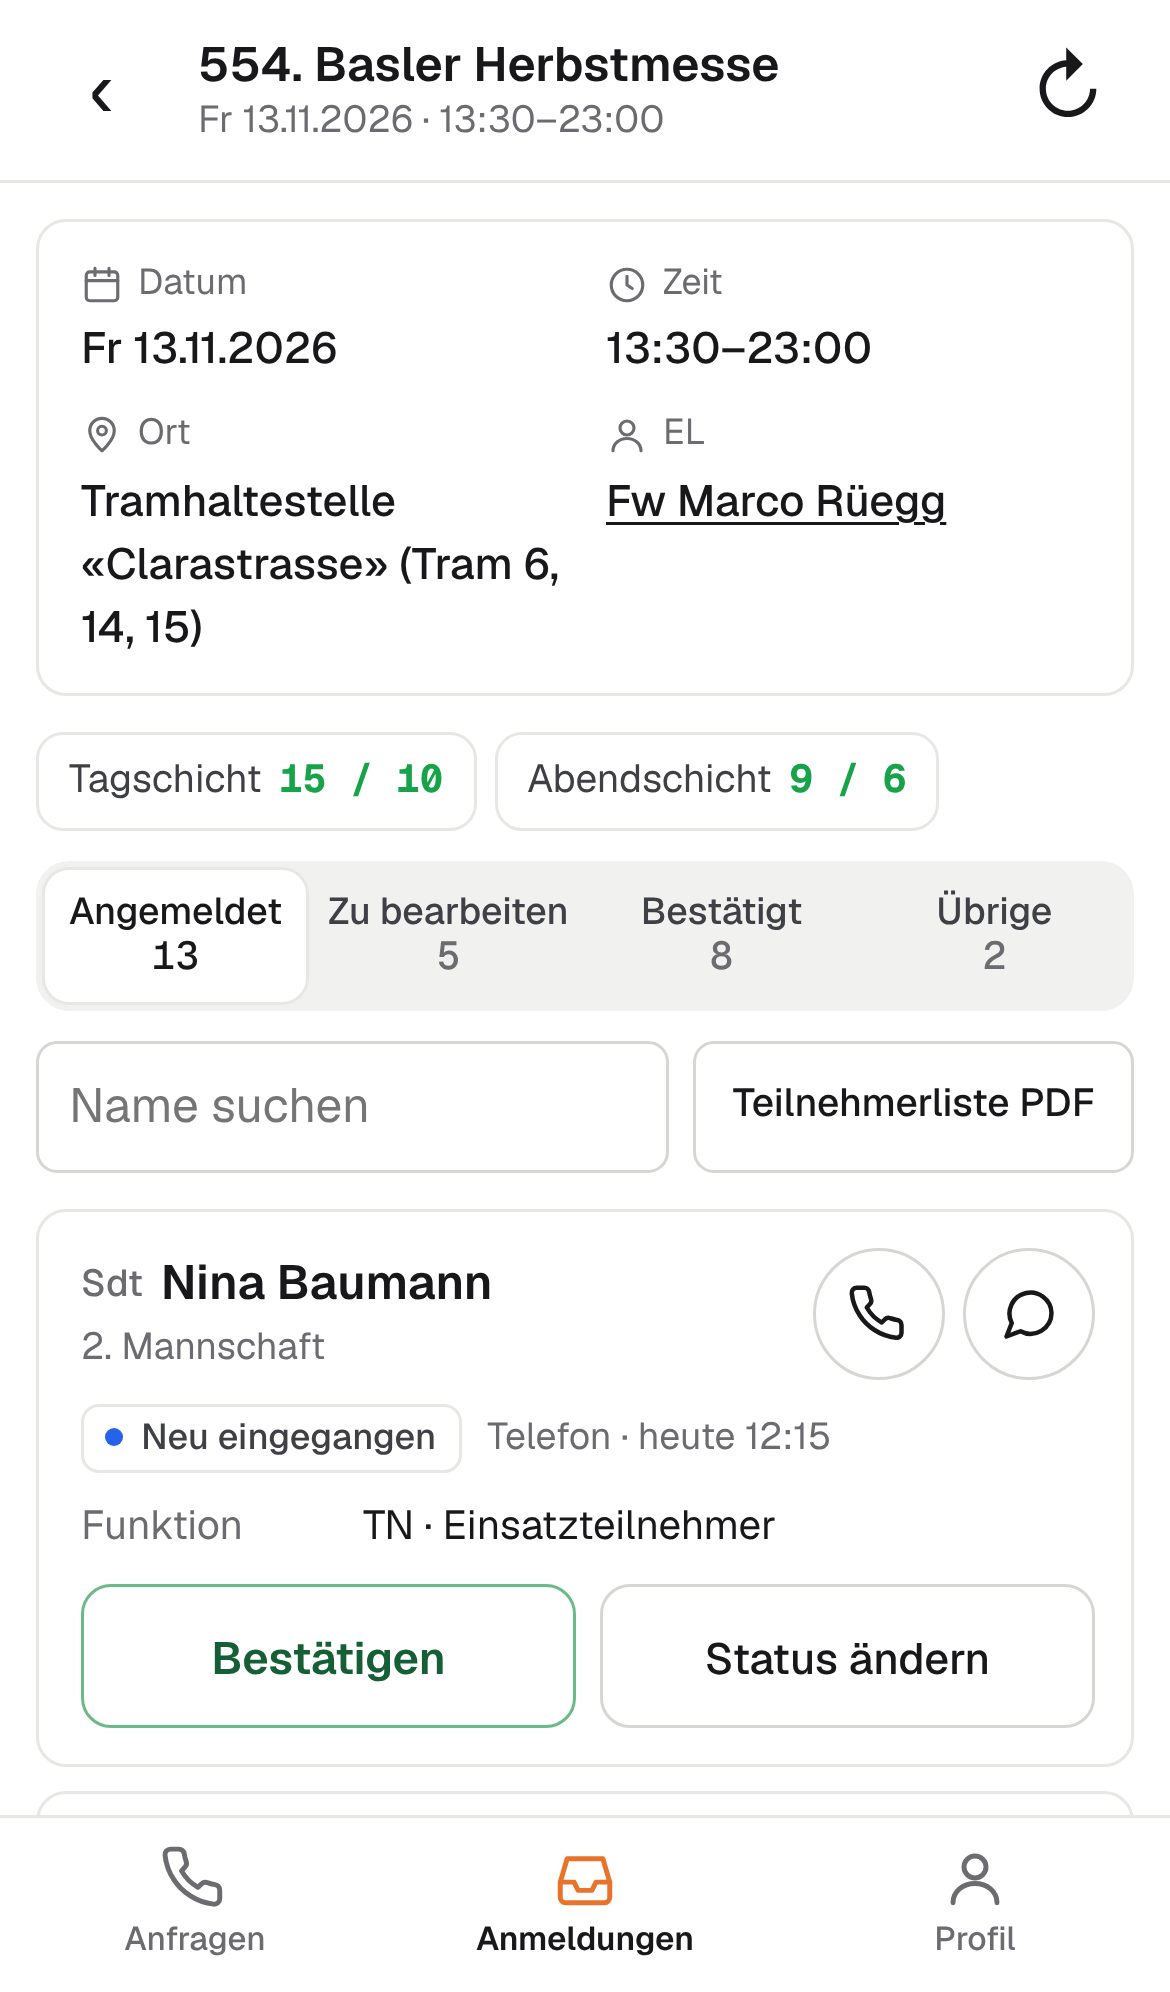 554. Basler Herbstmesse
Fr 13.11.2026 · 13:30–23:00
Datum
Fr 13.11.2026
Zeit
13:30–23:00
Ort
Tramhaltestelle
«Clarastrasse» (Tram 6,
14, 15)
EL
Fw Marco Rüegg
Tagschicht 15 / 10
Abendschicht 9 / 6
Angemeldet
13
Zu bearbeiten
5
Bestätigt
8
Übrige
2
Name suchen
Teilnehmerliste PDF
Sdt Nina Baumann
2. Mannschaft
Neu eingegangen
Telefon · heute 12:15
Funktion
TN · Einsatzteilnehmer
Bestätigen
Status ändern
Anfragen
Anmeldungen
Profil